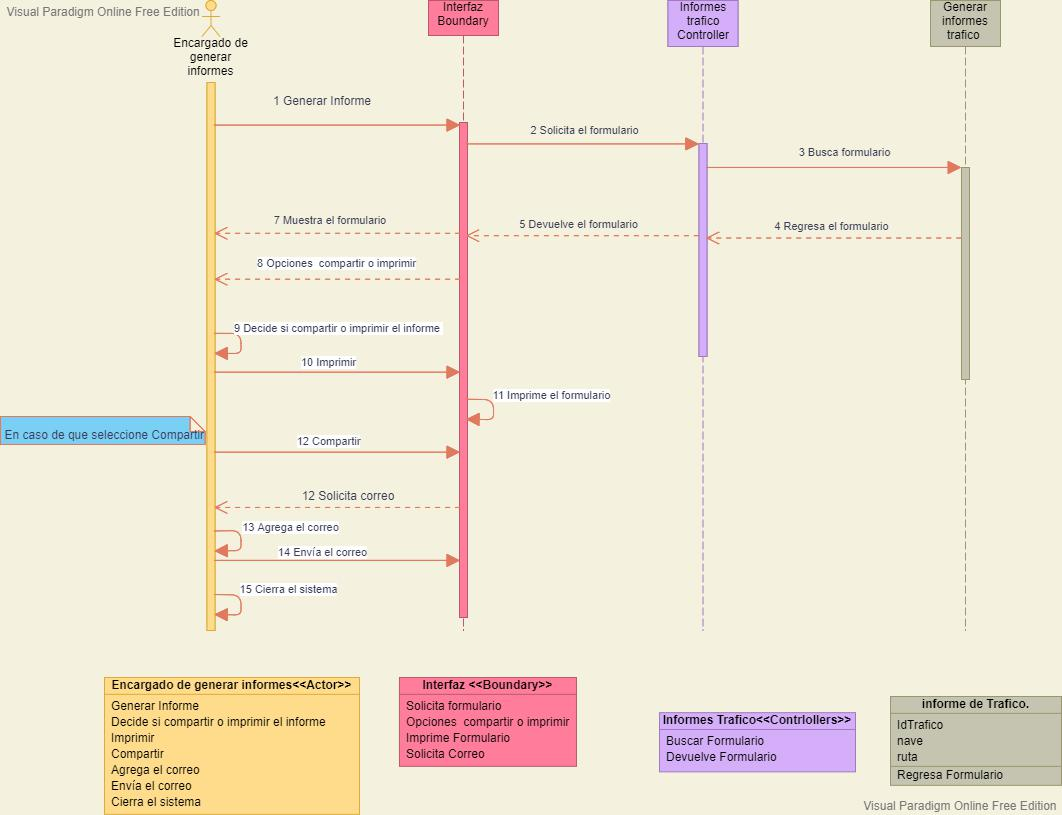 Visual Paradigm Online Free Edition
Encargado de
generar
informes
Interfaz
Boundary
Informes
trafico
Controller
Generar
informes
trafico
1 Generar Informe
2 Solicita el formulario
3 Busca formulario
7 Muestra el formulario
5 Devuelve el formulario
4 Regresa el formulario
8 Opciones  compartir o imprimir
9 Decide si compartir o imprimir el informe
10 Imprimir
11 Imprime el formulario
En caso de que seleccione Compartir
12 Compartir
12 Solicita correo
13 Agrega el correo
14 Envía el correo
15 Cierra el sistema
Encargado de generar informes<<Actor>>
Generar Informe
Decide si compartir o imprimir el informe
Imprimir
Compartir
Agrega el correo
Envía el correo
Cierra el sistema
Interfaz <<Boundary>>
Solicita formulario
Opciones  compartir o imprimir
Imprime Formulario
Solicita Correo
Informes Trafico<<Contrlollers>>
Buscar Formulario
Devuelve Formulario
informe de Trafico.
IdTrafico
nave
ruta
Regresa Formulario
Visual Paradigm Online Free Edition